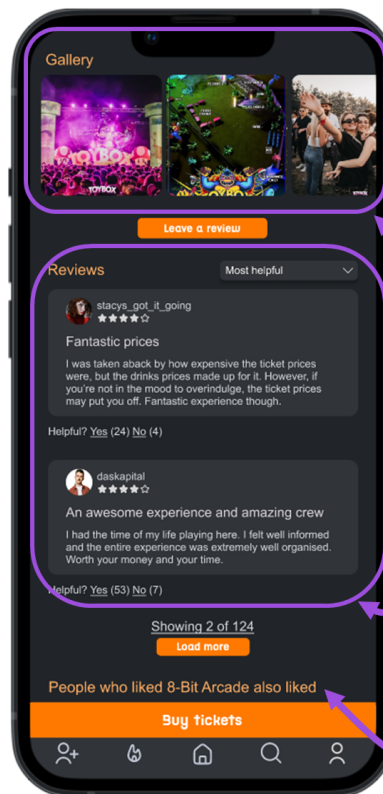 Gallery
TOYBOX
TOYBOX
TOYBOX
Leave a review
Reviews
Most helpful
stacys_got_it_going
Fantastic prices
I was taken aback by how expensive the ticket prices
were, but the drinks prices made up for it. However, if
you're not in the mood to overindulge, the ticket prices
may put you off. Fantastic experience though.
Helpful? Yes (24) No (4)
daskapital
An awesome experience and amazing crew
I had the time of my life playing here. I felt well informed
and the entire experience was extremely well organised.
Worth your money and your time.
Helpful? Yes (53) No (7)
Showing 2 of 124
Load more
People who liked 8-Bit Arcade also liked
Buy tickets